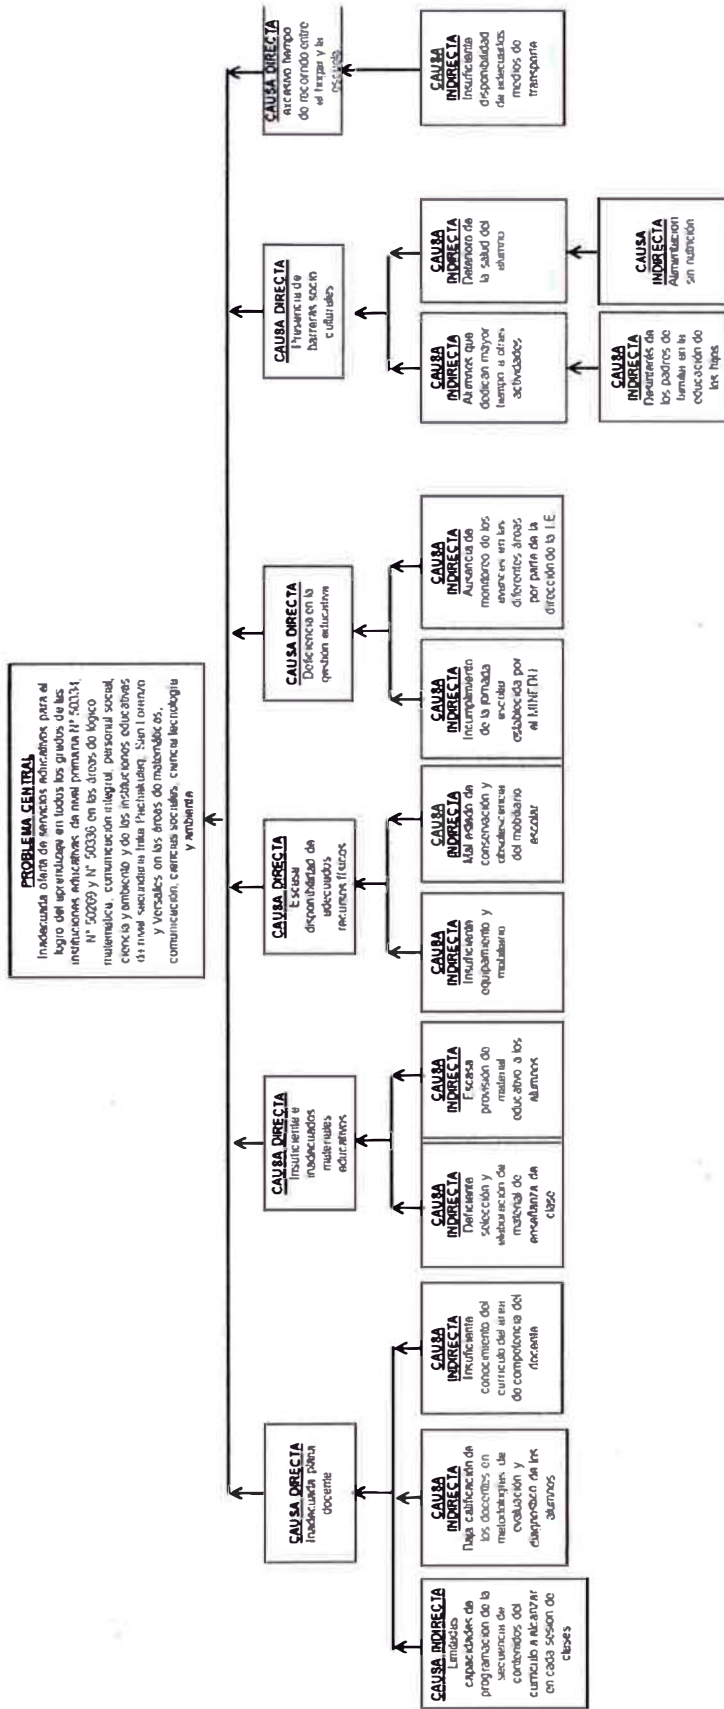 PROBLEMA CENTRAL
Inadecuada oferta de servicios educativos para el
logro del aprendizaje en todos los grados de las
instituciones educativas de nivel primaria N° 50334,
N° 50209 y N° 50336 en las áreas de lógico
matemática, comunicación integral, personal social,
ciencia y ambiente y de las instituciones educativas
de nivel secundaria Inka Pachakuteq, San Lorenzo
y Versalles en las áreas de matemáticas,
comunicación, ciencias sociales, ciencia tecnología
y ambiente
CAUSA DIRECTA
Inadecuada plana
docente
CAUSA DIRECTA
Insuficiente e
inadecuados
materiales
educativos
CAUSA DIRECTA
Escasa
disponibilidad de
adecuados
recursos físicos
CAUSA DIRECTA
Deficiencia en la
gestión educativa
CAUSA DIRECTA
Presencia de
barreras socio
culturales
CAUSA DIRECTA
excesivo tiempo
de recorrido entre
el hogar y la
escuela
CAUSA INDIRECTA
Limitadas
capacidades de
programación de la
secuencia de
contenidos del
currículo a alcanzar
en cada sesión de
clases
CAUSA
INDIRECTA
Baja calificación de
los docentes en
metodologías de
evaluación y
diagnostico de los
alumnos
CAUSA
INDIRECTA
Insuficiente
conocimiento del
currículo del área
de competencia del
docente
CAUSA
INDIRECTA
Deficiente
selección y
elaboración de
material de
enseñanza de
clase
CAUSA
INDIRECTA
Escasa
provisión de
material
educativo a los
alumnos
CAUSA
INDIRECTA
Insuficiente
equipamiento y
mobiliario
CAUSA
INDIRECTA
Mal estado de
conservación y
obsolescencia
del mobiliario
escolar
CAUSA
INDIRECTA
Incumplimiento
de la jornada
escolar
establecida por
el MINEDU
CAUSA
INDIRECTA
Ausencia de
monitoreo de los
avances en las
diferentes áreas
por parte de la
dirección de la I.E.
CAUSA
INDIRECTA
Alumnos que
dedican mayor
tiempo a otras
actividades
CAUSA
INDIRECTA
Deterioro de
la salud del
alumno
CAUSA
INDIRECTA
Insuficiente
disponibilidad
de adecuados
medios de
transporte
CAUSA
INDIRECTA
Desinterés de
los padres de
familia en la
educación de
los hijos
CAUSA
INDIRECTA
Alimentación
sin nutrición